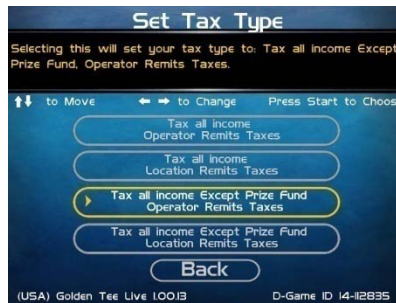 Set Tax Type
Selecting this will set your tax type to: Tax all income Except
Prize Fund, Operator Remits Taxes.
↑↓ to Move ← → to Change Press Start to Choos
Tax all income
Operator Remits Taxes
Tax all income
Location Remits Taxes
Tax all income Except Prize Fund
Operator Remits Taxes
Tax all income Except Prize Fund
Location Remits Taxes
Back
(USA) Golden Tee Live 1.00.13 D-Game ID 14-112835